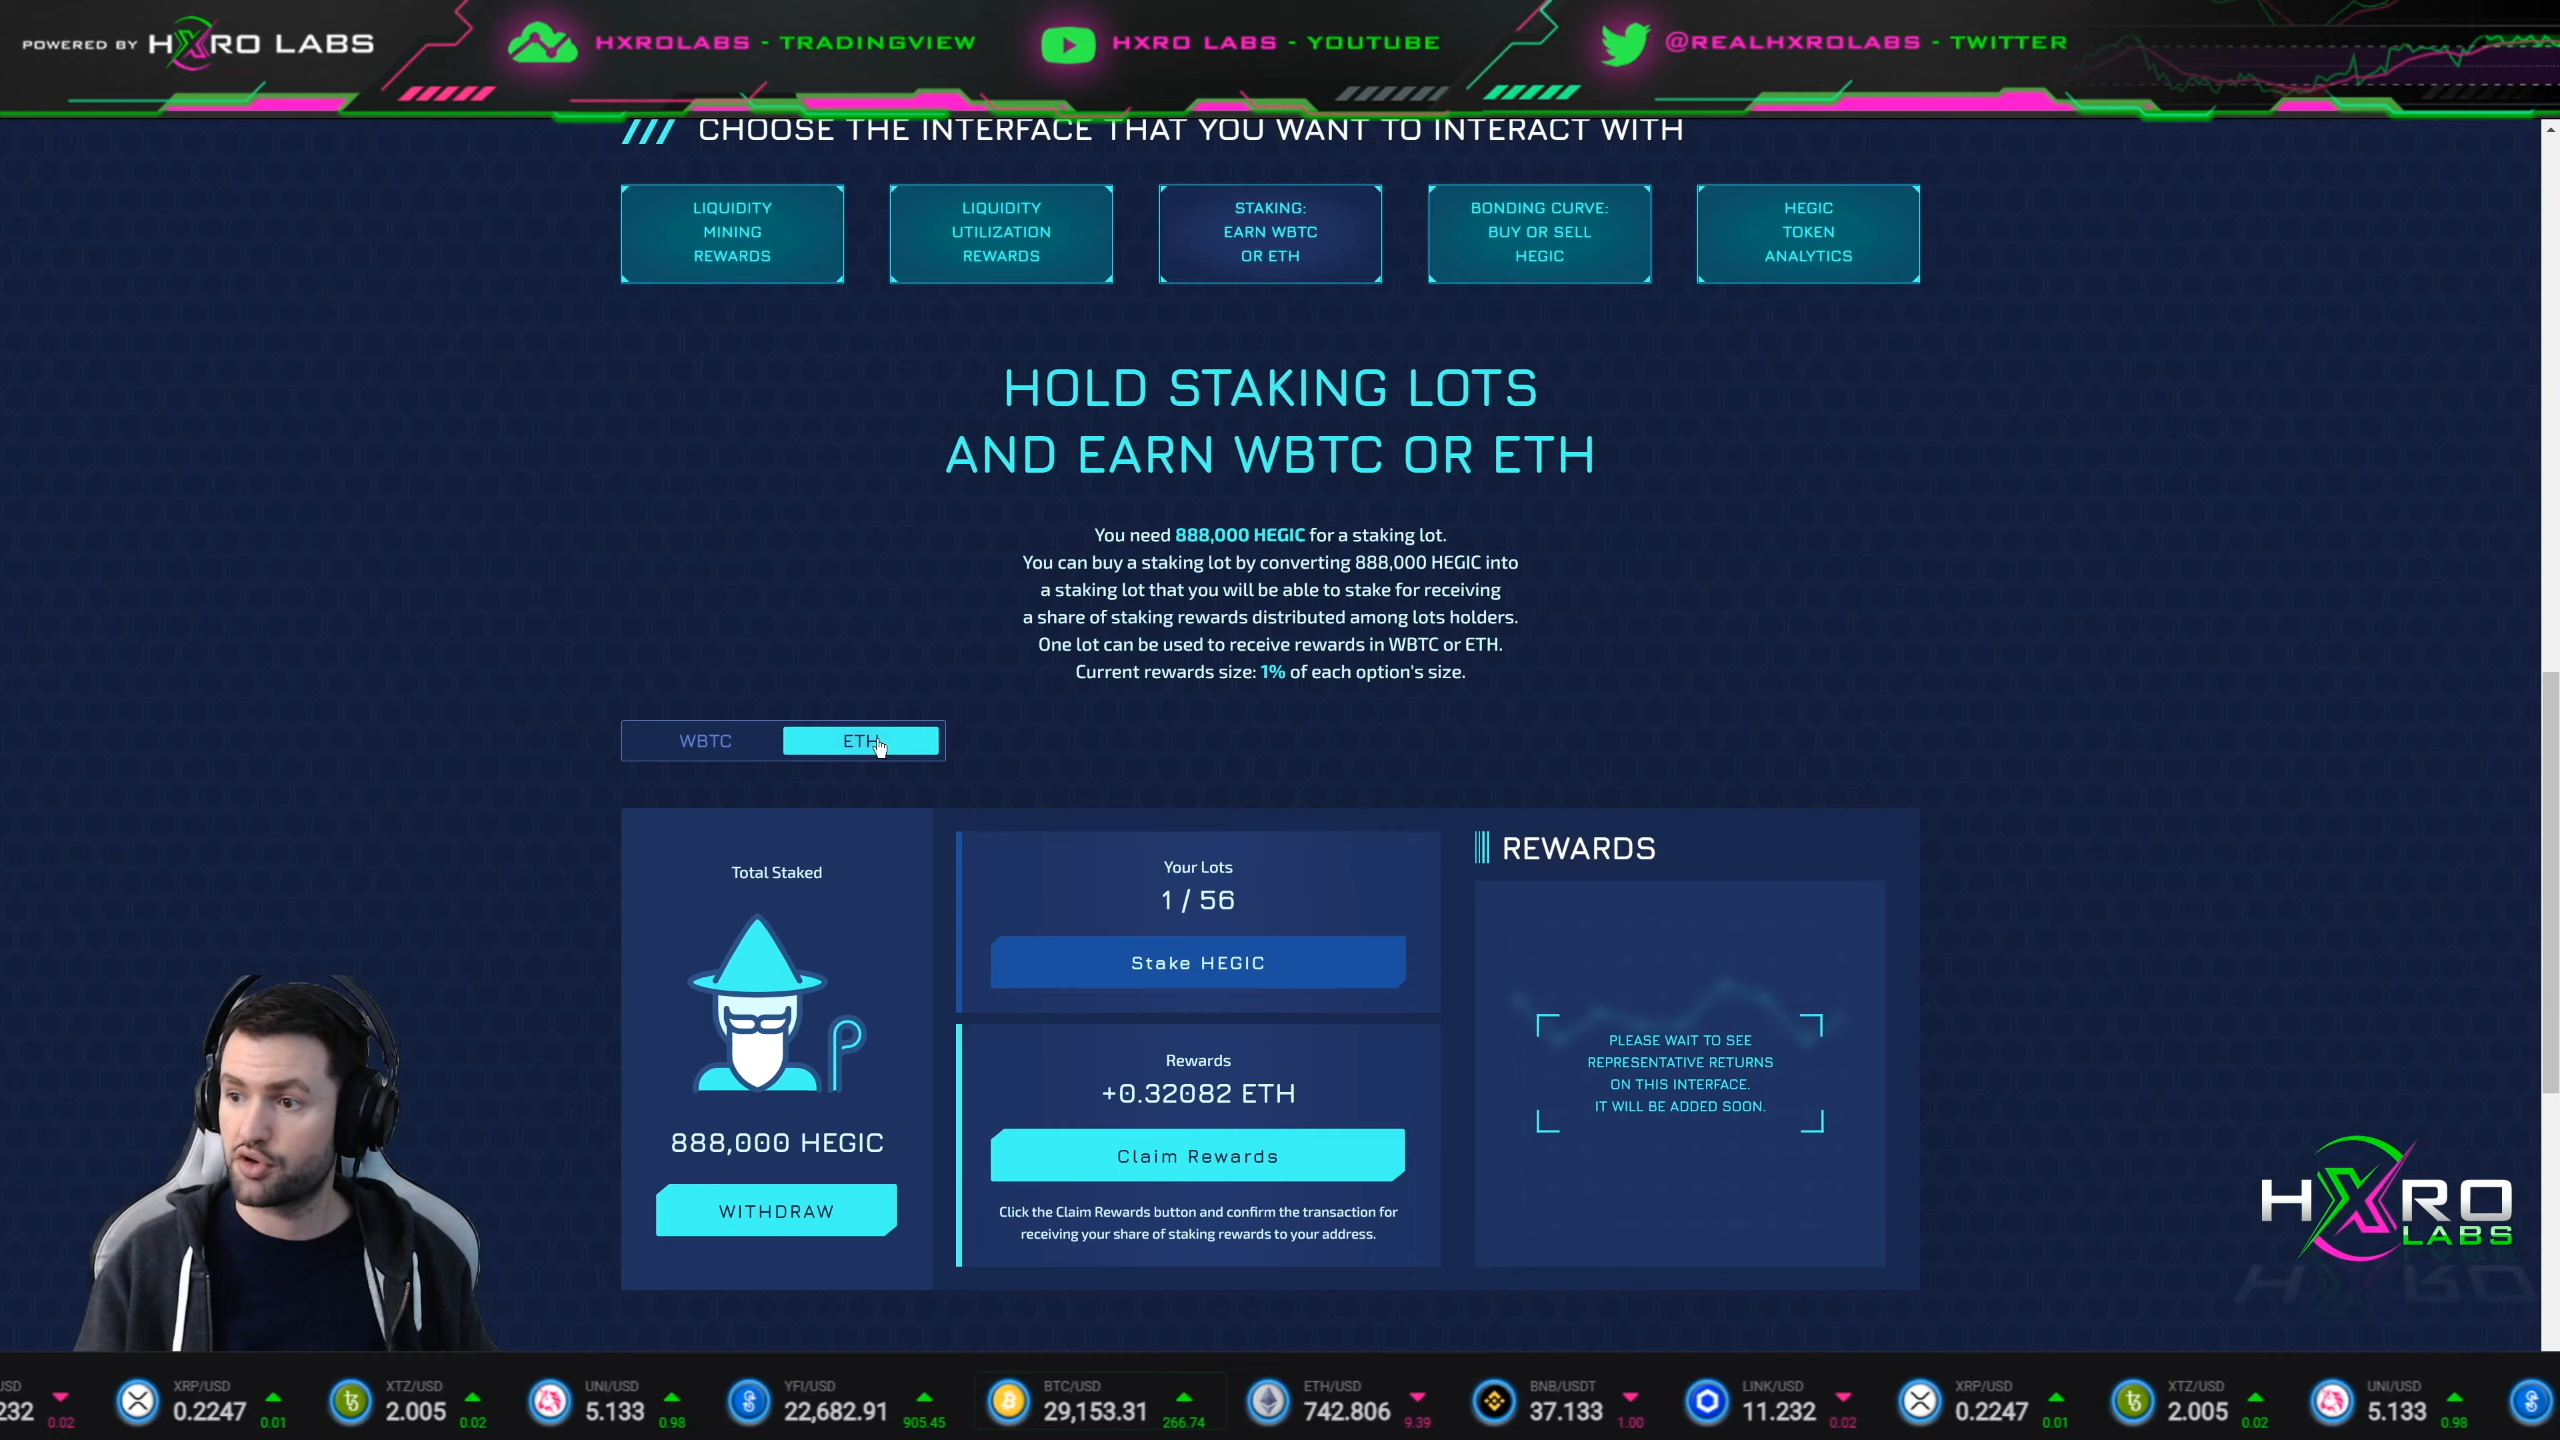 POWERED BY HXRO LABS
HXROLABS - TRADINGVIEW
HXRO LABS - YOUTUBE
@REALHXROLABS - TWITTER
CHOOSE THE INTERFACE THAT YOU WANT TO INTERACT WITH
LIQUIDITY
MINING
REWARDS
LIQUIDITY
UTILIZATION
REWARDS
STAKING:
EARN WBTC
OR ETH
BONDING CURVE:
BUY OR SELL
HEGIC
HEGIC
TOKEN
ANALYTICS
HOLD STAKING LOTS
AND EARN WBTC OR ETH
You need 888,000 HEGIC for a staking lot.
You can buy a staking lot by converting 888,000 HEGIC into
a staking lot that you will be able to stake for receiving
a share of staking rewards distributed among lots holders.
One lot can be used to receive rewards in WBTC or ETH.
Current rewards size: 1% of each option's size.
WBTC
ETH
Total Staked
888,000 HEGIC
WITHDRAW
Your Lots
1 / 56
Stake HEGIC
Rewards
+0.32082 ETH
Claim Rewards
Click the Claim Rewards button and confirm the transaction for
receiving your share of staking rewards to your address.
REWARDS
PLEASE WAIT TO SEE
REPRESENTATIVE RETURNS
ON THIS INTERFACE.
IT WILL BE ADDED SOON.
HXRO
LABS
232 0.02
XRP/USD
0.2247 0.01
XTZ/USD
2.005 0.02
UNI/USD
5.133 0.98
YFI/USD
22,682.91 905.45
BTC/USD
29,153.31 266.74
ETH/USD
742.806 9.39
BNB/USDT
37.133 1.00
LINK/USD
11.232 0.02
XRP/USD
0.2247 0.01
XTZ/USD
2.005 0.02
UNI/USD
5.133 0.98